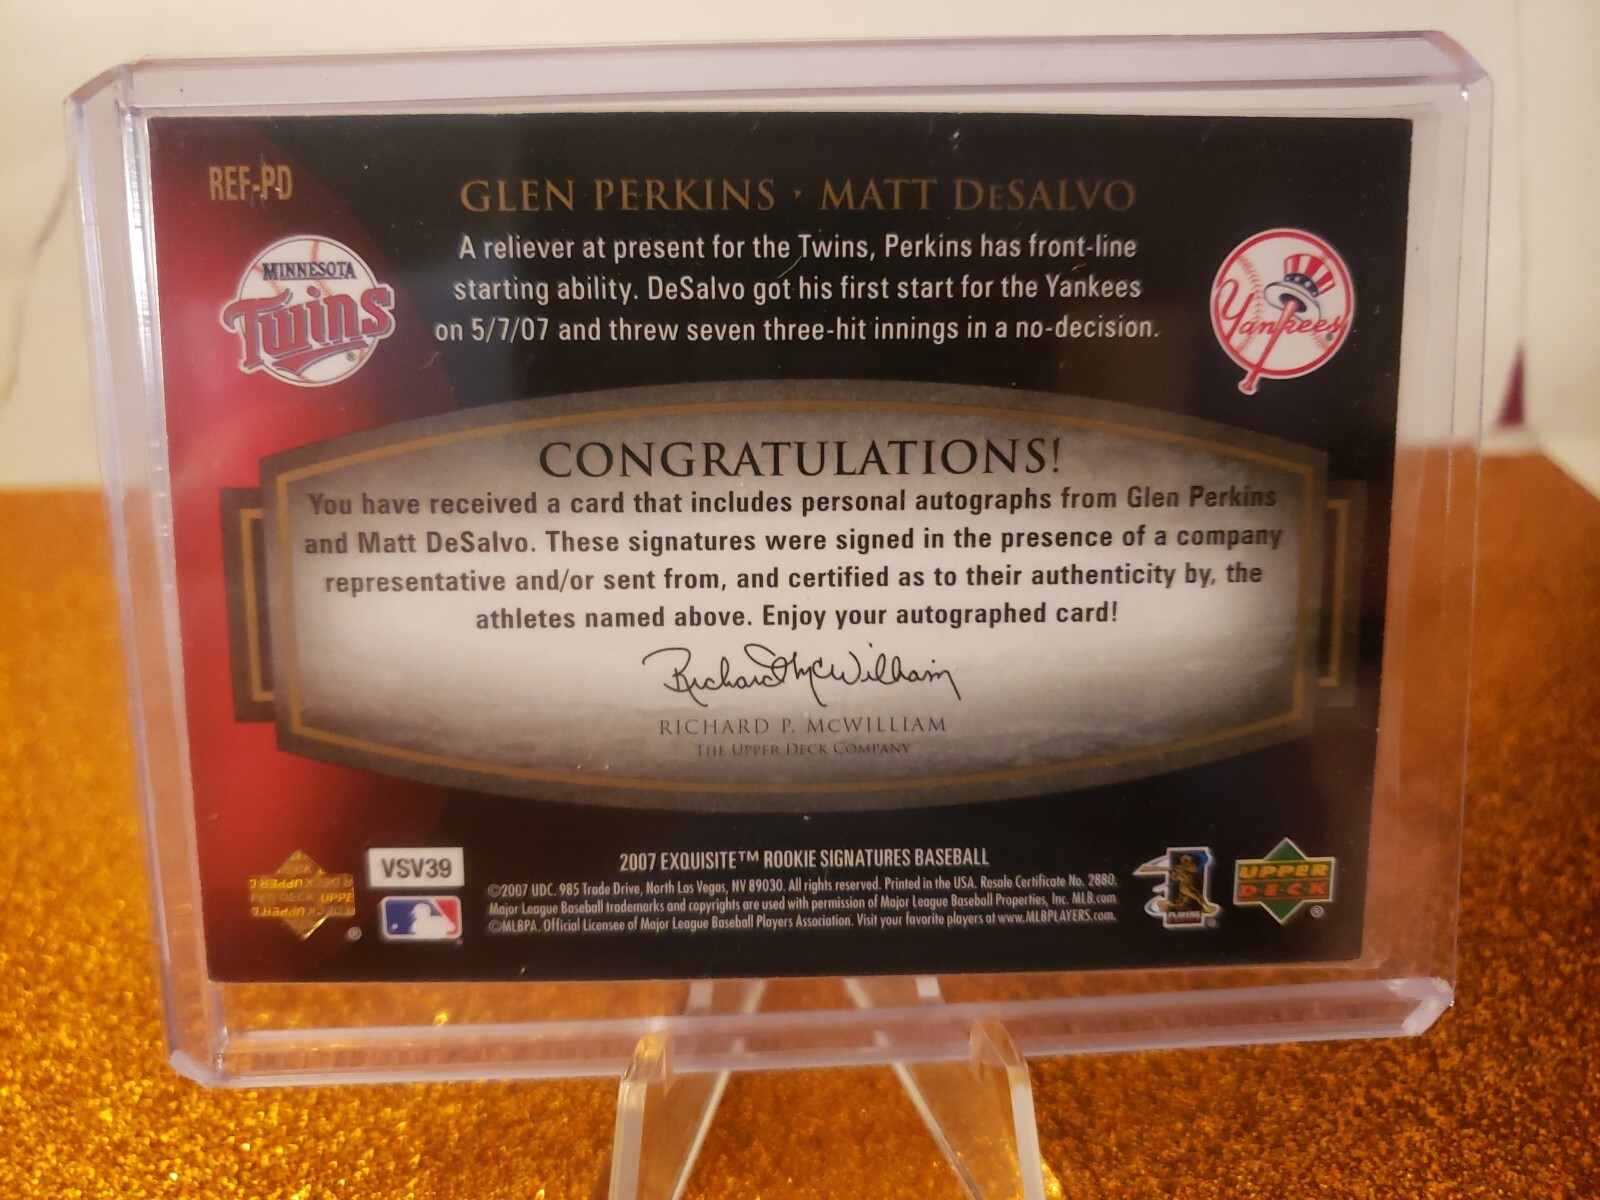 REF-PD
GLEN PERKINS · MATT DeSALVO
A reliever at present for the Twins, Perkins has front-line
starting ability. DeSalvo got his first start for the Yankees
on 5/7/07 and threw seven three-hit innings in a no-decision.
MINNESOTA
Twins
®
Yankees
®
CONGRATULATIONS!
You have received a card that includes personal autographs from Glen Perkins
and Matt DeSalvo. These signatures were signed in the presence of a company
representative and/or sent from, and certified as to their authenticity by, the
athletes named above. Enjoy your autographed card!
Richard McWilliam
RICHARD P. McWILLIAM
THE UPPER DECK COMPANY
VSV39
2007 EXQUISITE™ ROOKIE SIGNATURES BASEBALL
©2007 UDC. 985 Trade Drive, North Las Vegas, NV 89030. All rights reserved. Printed in the USA. Resale Certificate No. 2880.
Major League Baseball trademarks and copyrights are used with permission of Major League Baseball Properties, Inc. MLB.com
©MLBPA. Official Licensee of Major League Baseball Players Association. Visit your favorite players at www.MLBPLAYERS.com.
®
PLAYERS
®
UPPER
DECK
®